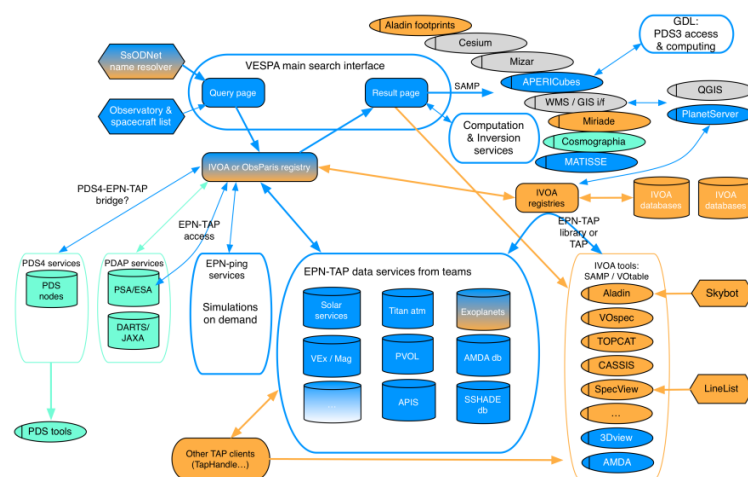 Aladin footprints
Cesium
Mizar
APERICubes
WMS / GIS i/f
Miriade
Cosmographia
MATISSE
GDL:
PDS3 access
& computing
QGIS
PlanetServer
SsODNet
name resolver
Observatory &
spacecraft list
VESPA main search interface
Query page
Result page
SAMP
Computation
& Inversion
services
IVOA or ObsParis
registry
PDS4-EPN-TAP
bridge?
EPN-TAP
access
IVOA
registries
IVOA
databases
IVOA
databases
EPN-TAP
library or
TAP
PDS4 services
PDS
nodes
PDS tools
PDAP services
PSA/ESA
DARTS/
JAXA
EPN-ping
services
Simulations
on demand
EPN-TAP data services from teams
Solar
services
Titan atm
Exoplanets
VEx / Mag
PVOL
AMDA db
...
APIS
SSHADE
db
IVOA tools:
SAMP / VOtable
Aladin
VOspec
TOPCAT
CASSIS
SpecView
...
3Dview
AMDA
Skybot
LineList
Other TAP clients
(TapHandle...)